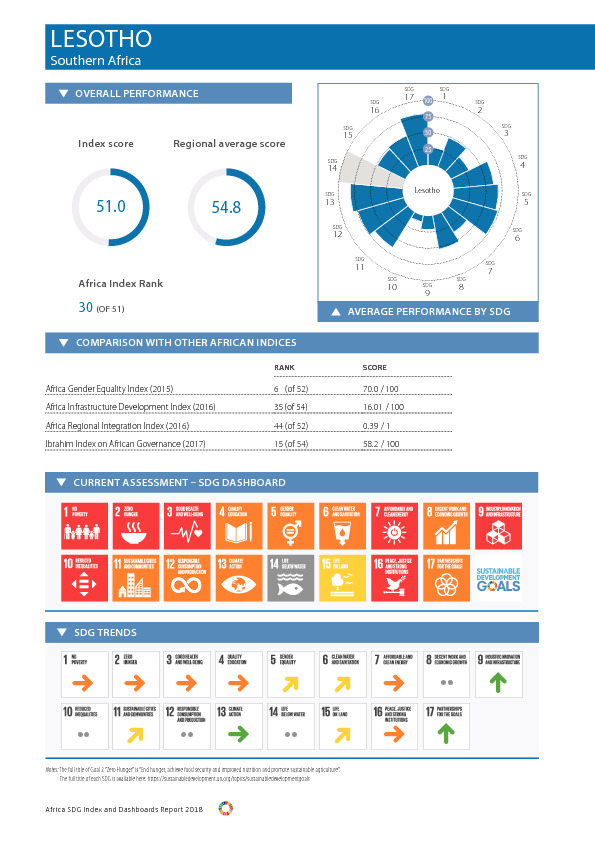 LESOTHO
Southern Africa
▼ OVERALL PERFORMANCE
Index score
Regional average score
51.0
54.8
Africa Index Rank
30 (OF 51)
SDG 1
SDG 2
SDG 3
SDG 4
SDG 5
SDG 6
SDG 7
SDG 8
SDG 9
SDG 10
SDG 11
SDG 12
SDG 13
SDG 14
SDG 15
SDG 16
SDG 17
100
75
50
25
Lesotho
▲ AVERAGE PERFORMANCE BY SDG
▼ COMPARISON WITH OTHER AFRICAN INDICES
RANK SCORE
Africa Gender Equality Index (2015) 6 (of 52) 70.0 / 100
Africa Infrastructure Development Index (2016) 35 (of 54) 16.01 / 100
Africa Regional Integration Index (2016) 44 (of 52) 0.39 / 1
Ibrahim Index on African Governance (2017) 15 (of 54) 58.2 / 100
▼ CURRENT ASSESSMENT – SDG DASHBOARD
1 NO POVERTY
2 ZERO HUNGER
3 GOOD HEALTH AND WELL-BEING
4 QUALITY EDUCATION
5 GENDER EQUALITY
6 CLEAN WATER AND SANITATION
7 AFFORDABLE AND CLEAN ENERGY
8 DECENT WORK AND ECONOMIC GROWTH
9 INDUSTRY, INNOVATION AND INFRASTRUCTURE
10 REDUCED INEQUALITIES
11 SUSTAINABLE CITIES AND COMMUNITIES
12 RESPONSIBLE CONSUMPTION AND PRODUCTION
13 CLIMATE ACTION
14 LIFE BELOW WATER
15 LIFE ON LAND
16 PEACE, JUSTICE AND STRONG INSTITUTIONS
17 PARTNERSHIPS FOR THE GOALS
SUSTAINABLE
DEVELOPMENT
GOALS
▼ SDG TRENDS
1 NO POVERTY
2 ZERO HUNGER
3 GOOD HEALTH AND WELL-BEING
4 QUALITY EDUCATION
5 GENDER EQUALITY
6 CLEAN WATER AND SANITATION
7 AFFORDABLE AND CLEAN ENERGY
8 DECENT WORK AND ECONOMIC GROWTH
9 INDUSTRY, INNOVATION AND INFRASTRUCTURE
10 REDUCED INEQUALITIES
11 SUSTAINABLE CITIES AND COMMUNITIES
12 RESPONSIBLE CONSUMPTION AND PRODUCTION
13 CLIMATE ACTION
14 LIFE BELOW WATER
15 LIFE ON LAND
16 PEACE, JUSTICE AND STRONG INSTITUTIONS
17 PARTNERSHIPS FOR THE GOALS
Notes: The full title of Goal 2 "Zero Hunger" is "End hunger, achieve food security and improved nutrition and promote sustainable agriculture".
The full title of each SDG is available here: https://sustainabledevelopment.un.org/topics/sustainabledevelopmentgoals
Africa SDG Index and Dashboards Report 2018